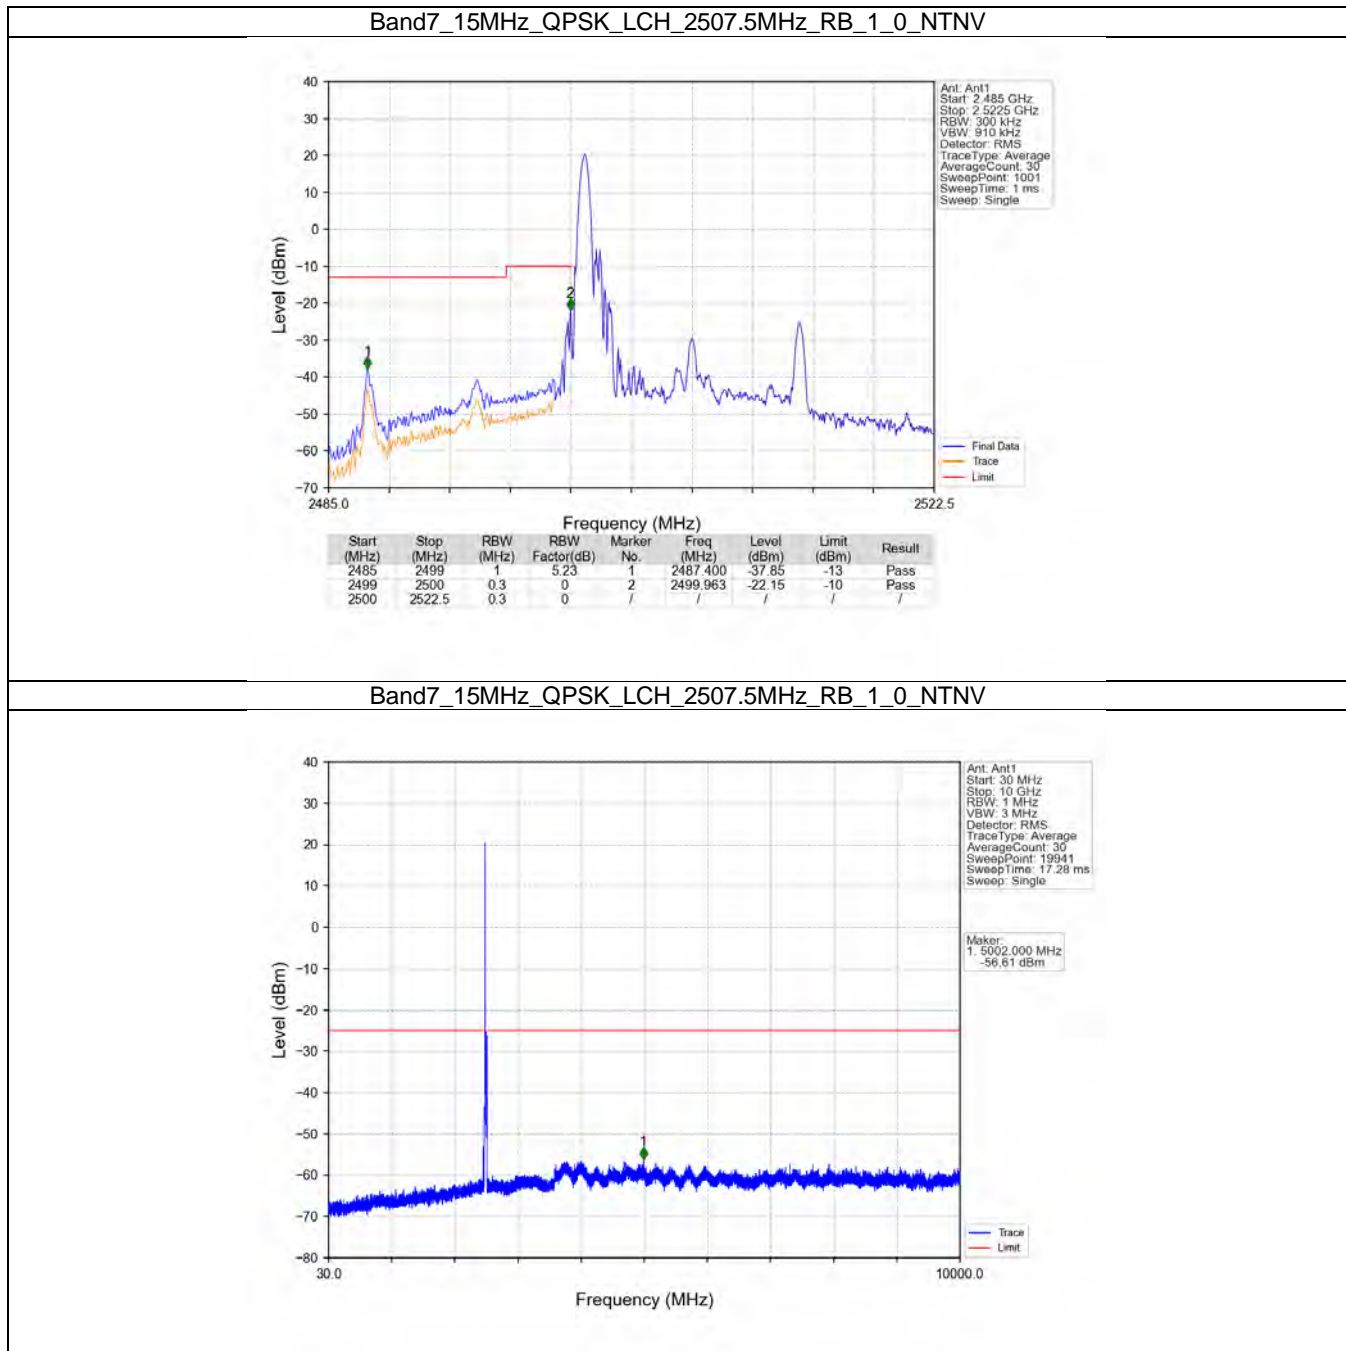 Band7_15MHz_QPSK_LCH_2507.5MHz_RB_1_0_NTNV
40
30
20
10
0
−10
−20
−30
−40
−50
−60
−70
Level (dBm)
1
2
2485.0
2522.5
Frequency (MHz)
Ant: Ant1
Start: 2.485 GHz
Stop: 2.5225 GHz
RBW: 300 kHz
VBW: 910 kHz
Detector: RMS
TraceType: Average
AverageCount: 30
SweepPoint: 1001
SweepTime: 1 ms
Sweep: Single
Final Data
Trace
Limit
Start (MHz) Stop (MHz) RBW (MHz) RBW Factor(dB) Marker No. Freq (MHz) Level (dBm) Limit (dBm) Result
2485 2499 1 5.23 1 2487.400 -37.85 -13 Pass
2499 2500 0.3 0 2 2499.963 -22.15 -10 Pass
2500 2522.5 0.3 0 / / / / /
Band7_15MHz_QPSK_LCH_2507.5MHz_RB_1_0_NTNV
40
30
20
10
0
−10
−20
−30
−40
−50
−60
−70
−80
Level (dBm)
1
30.0
10000.0
Frequency (MHz)
Ant: Ant1
Start: 30 MHz
Stop: 10 GHz
RBW: 1 MHz
VBW: 3 MHz
Detector: RMS
TraceType: Average
AverageCount: 30
SweepPoint: 19941
SweepTime: 17.28 ms
Sweep: Single
Maker:
1. 5002.000 MHz
-56.61 dBm
Trace
Limit